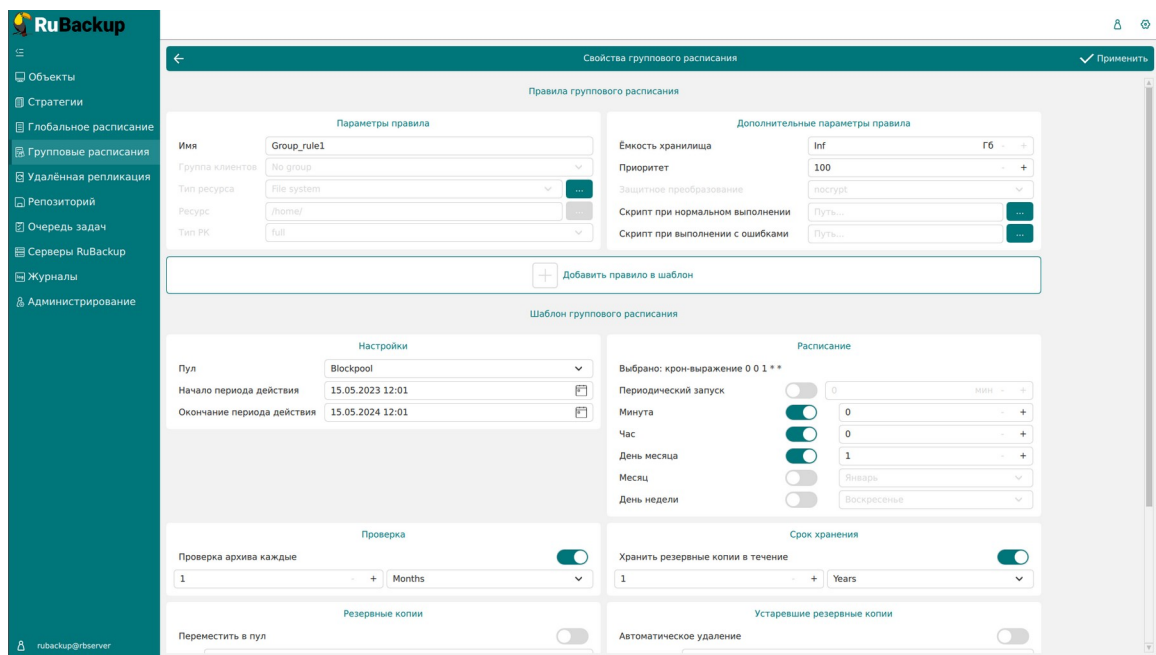 RuBackup
Объекты
Стратегии
Глобальное расписание
Групповые расписания
Удалённая репликация
Репозиторий
Очередь задач
Серверы RuBackup
Журналы
Администрирование
rubackup@rbserver
Свойства группового расписания
Применить
Правила группового расписания
Параметры правила
Имя Group_rule1
Группа клиентов No group
Тип ресурса File system ...
Ресурс /home/ ...
Тип РК full
Дополнительные параметры правила
Ёмкость хранилища Inf Гб - +
Приоритет 100 - +
Защитное преобразование nocrypt
Скрипт при нормальном выполнении Путь... ...
Скрипт при выполнении с ошибками Путь... ...
+ Добавить правило в шаблон
Шаблон группового расписания
Настройки
Пул Blockpool
Начало периода действия 15.05.2023 12:01
Окончание периода действия 15.05.2024 12:01
Расписание
Выбрано: крон-выражение 0 0 1 * *
Периодический запуск 0 мин. - +
Минута 0 - +
Час 0 - +
День месяца 1 - +
Месяц Январь
День недели Воскресенье
Проверка
Проверка архива каждые
1 - + Months
Срок хранения
Хранить резервные копии в течение
1 - + Years
Резервные копии
Переместить в пул
Устаревшие резервные копии
Автоматическое удаление